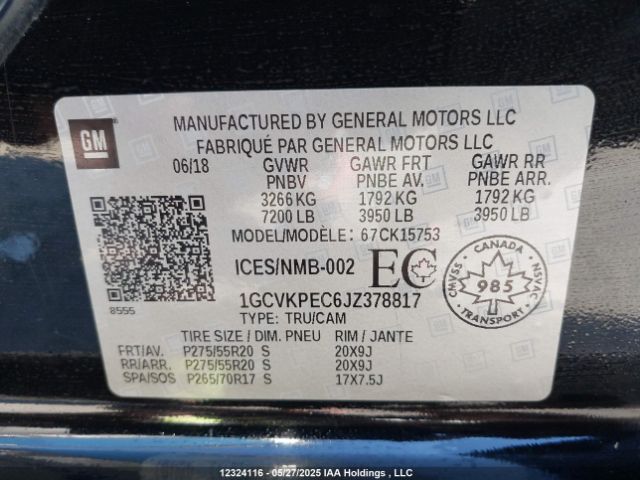 GM
MANUFACTURED BY GENERAL MOTORS LLC
FABRIQUÉ PAR GENERAL MOTORS LLC
06/18 GVWR GAWR FRT GAWR RR
PNBV PNBE AV. PNBE ARR.
3266 KG 1792 KG 1792 KG
7200 LB 3950 LB 3950 LB
MODEL/MODÈLE: 67CK15753
ICES/NMB-002 EC
CANADA
CMVSS 985 NSVAC
8555
1GCVKPEC6JZ378817
TYPE: TRU/CAM
TIRE SIZE / DIM. PNEU RIM / JANTE
FRT/AV. P275/55R20 S 20X9J
RR/ARR. P275/55R20 S 20X9J
SPA/SOS P265/70R17 S 17X7.5J
12324116 - 05/27/2025 IAA Holdings , LLC